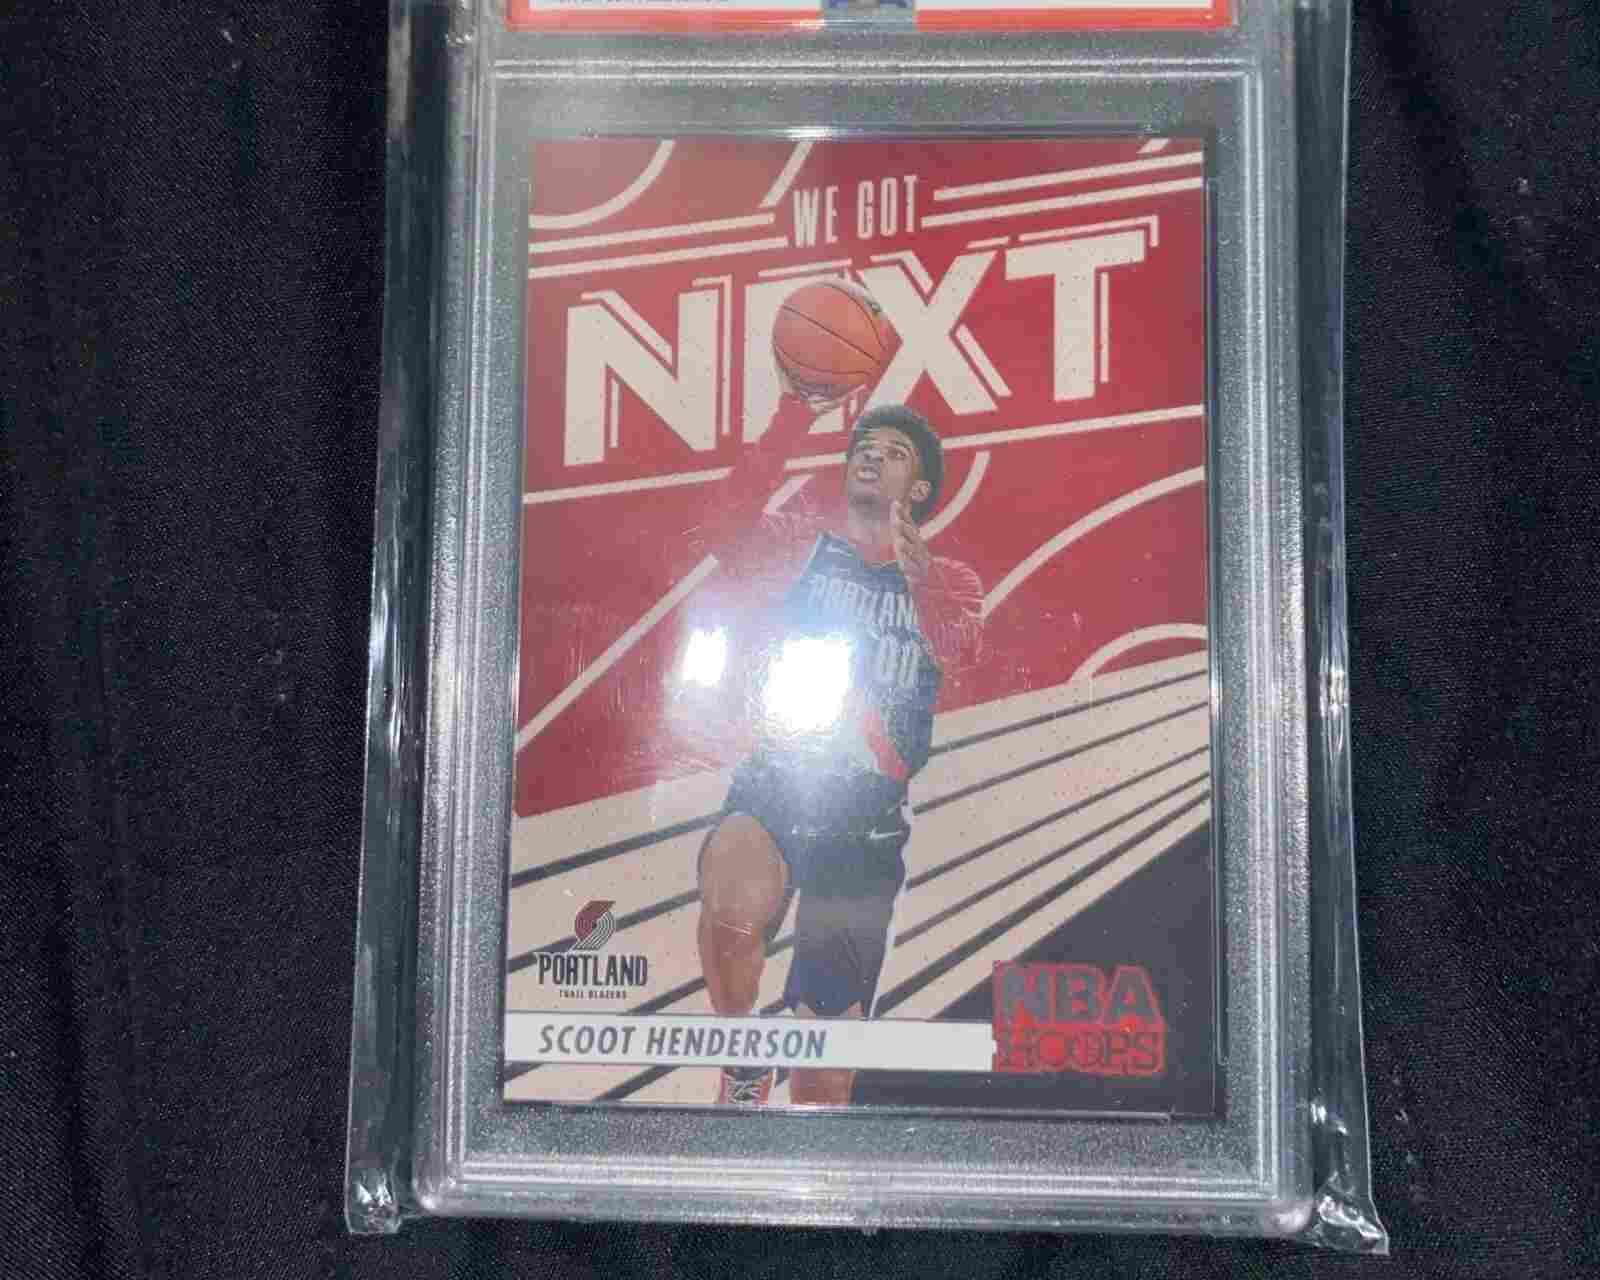 WE GOT
NEXT
PORTLAND
00
PORTLAND
TRAIL BLAZERS
SCOOT HENDERSON
NBA
HOOPS